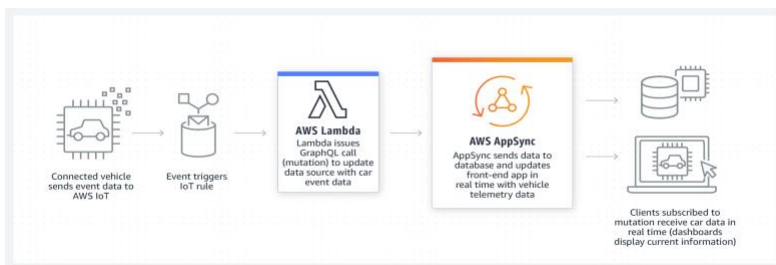 Connected vehicle
sends event data to
AWS IoT
Event triggers
IoT rule
AWS Lambda
Lambda issues
GraphQL call
(mutation) to update
data source with car
event data
AWS AppSync
AppSync sends data to
database and updates
front-end app in
real time with vehicle
telemetry data
Clients subscribed to
mutation receive car data in
real time (dashboards
display current information)